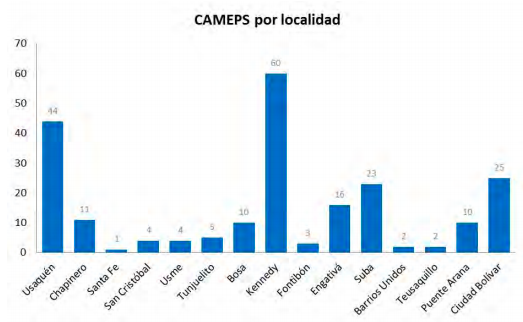 CAMEPS por localidad
70
60
50
40
30
20
10
0
44
11
1
4
4
5
10
60
3
16
23
2
2
10
25
Usaquén
Chapinero
Santa Fe
San Cristóbal
Usme
Tunjuelito
Bosa
Kennedy
Fontibón
Engativá
Suba
Barrios Unidos
Teusaquillo
Puente Arana
Ciudad Bolívar